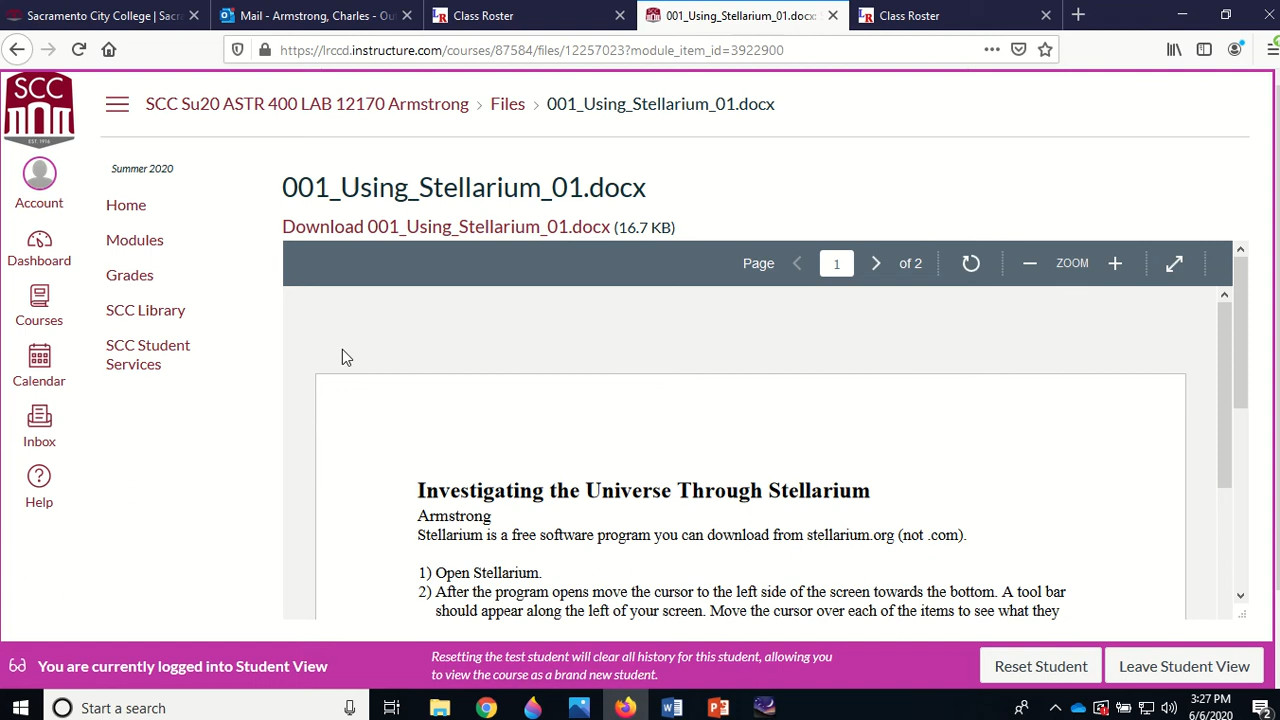 Sacramento City College | Sacr
Mail - Armstrong, Charles - Out
Class Roster
001_Using_Stellarium_01.docx:
Class Roster
https://lrccd.instructure.com/courses/87584/files/12257023?module_item_id=3922900
SCC
EST. 1916
SCC Su20 ASTR 400 LAB 12170 Armstrong › Files › 001_Using_Stellarium_01.docx
Account
Dashboard
Courses
Calendar
Inbox
Help
Summer 2020
Home
Modules
Grades
SCC Library
SCC Student
Services
001_Using_Stellarium_01.docx
Download 001_Using_Stellarium_01.docx (16.7 KB)
Page 1 of 2 ZOOM
Investigating the Universe Through Stellarium
Armstrong
Stellarium is a free software program you can download from stellarium.org (not .com).
1) Open Stellarium.
2) After the program opens move the cursor to the left side of the screen towards the bottom. A tool bar
should appear along the left of your screen. Move the cursor over each of the items to see what they
You are currently logged into Student View
Resetting the test student will clear all history for this student, allowing you
to view the course as a brand new student.
Reset Student
Leave Student View
Start a search
3:27 PM
6/6/2020
2